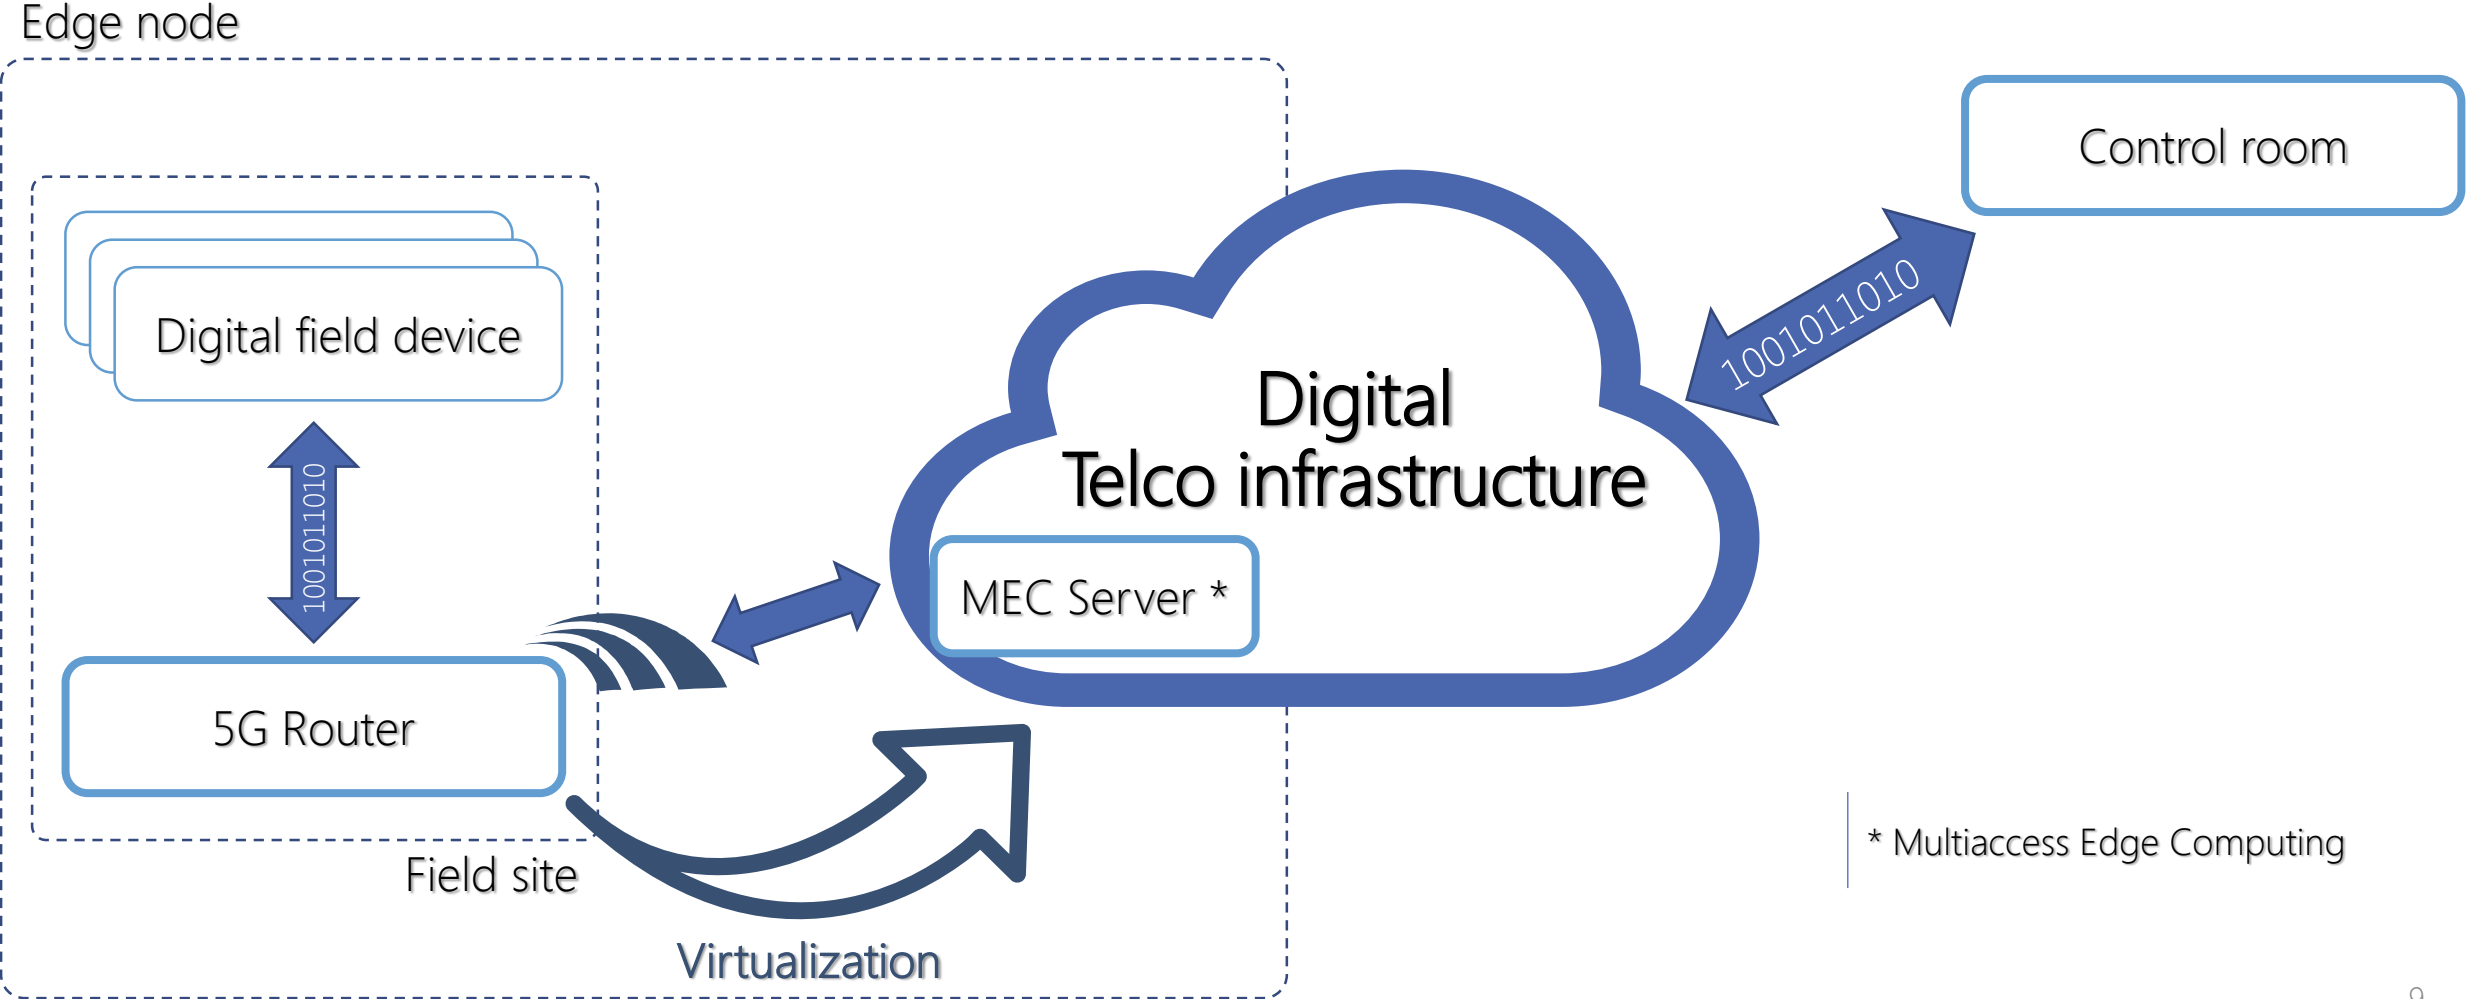 Edge node
Control room
Digital field device
1001011010
1001011010
Digital
Telco infrastructure
MEC Server *
5G Router
Field site
* Multiaccess Edge Computing
Virtualization